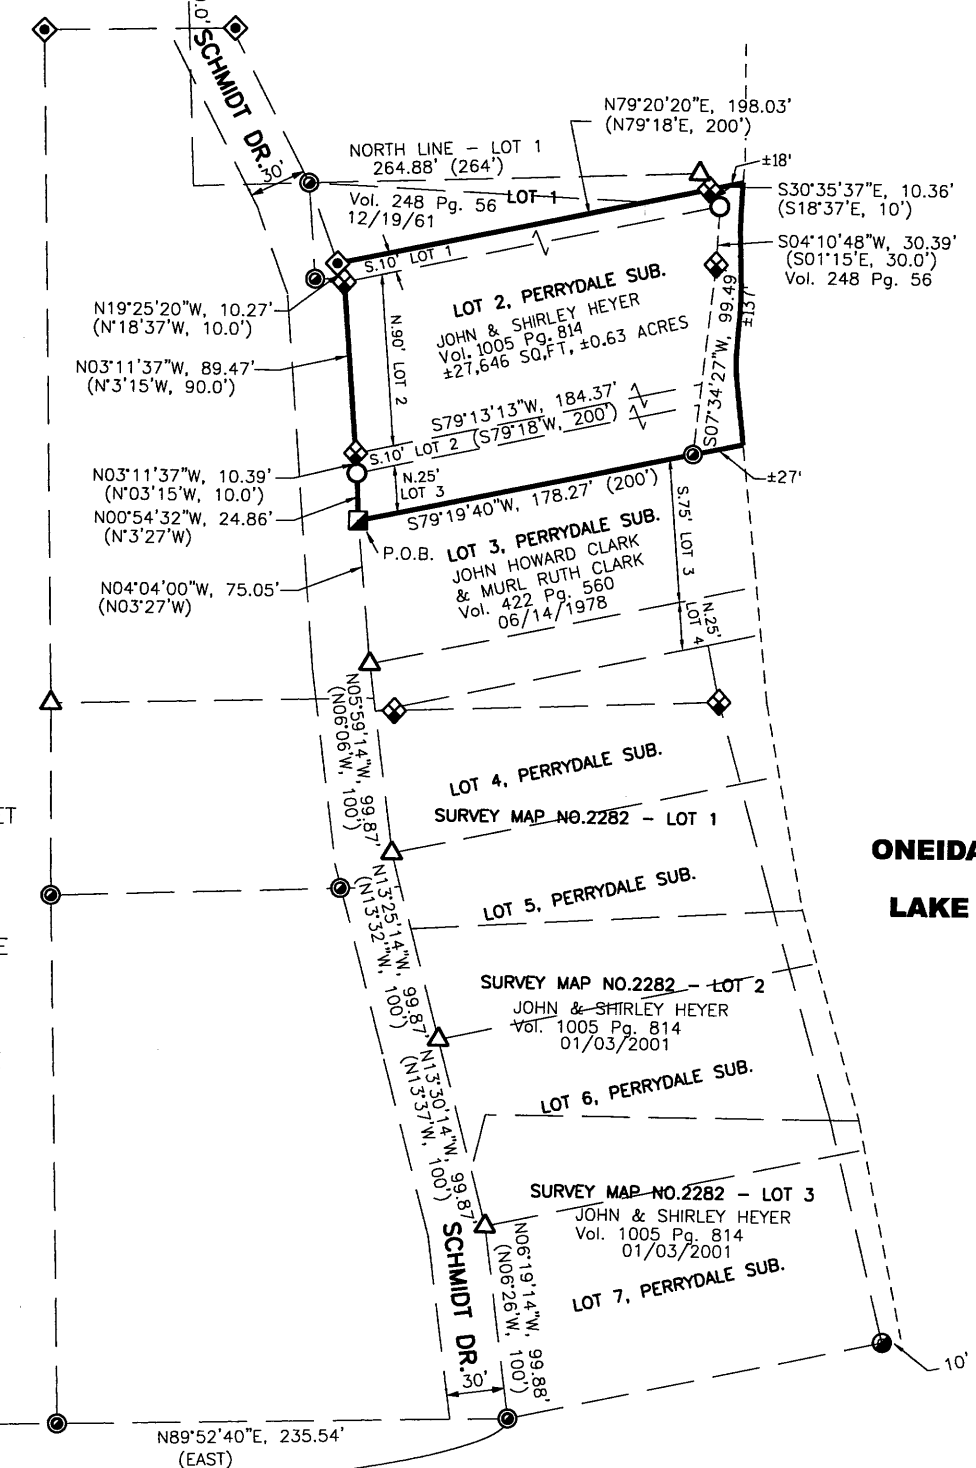 .0'
SCHMIDT DR.
30'
NORTH LINE – LOT 1
264.88' (264')
N79°20'20"E, 198.03'
(N79°18'E, 200')
±18'
Vol. 248 Pg. 56
12/19/61
LOT 1
S30°35'37"E, 10.36'
(S18°37'E, 10')
S04°10'48"W, 30.39'
(S01°15'E, 30.0')
Vol. 248 Pg. 56
S.10' LOT 1
N19°25'20"W, 10.27'
(N°18'37'W, 10.0')
N03°11'37"W, 89.47'
(N°3'15'W, 90.0')
LOT 2, PERRYDALE SUB.
JOHN & SHIRLEY HEYER
Vol. 1005 Pg. 814
±27,646 SQ,FT, ±0.63 ACRES
N.90' LOT 2
S07°34'27"W, 99.49'
±137'
S79°13'13"W, 184.37'
(S79°18'W, 200')
S.10' LOT 2
N03°11'37"W, 10.39'
(N°03'15'W, 10.0')
N.25'
LOT 3
±27'
N00°54'32"W, 24.86'
(N°3'27'W)
S79°19'40"W, 178.27' (200')
P.O.B.
LOT 3, PERRYDALE SUB.
JOHN HOWARD CLARK
& MURL RUTH CLARK
Vol. 422 Pg. 560
06/14/1978
S.75' LOT 3
N.25'
LOT 4
N04°04'00"W, 75.05'
(N03°27'W)
N05°59'14"W, 99.87'
(N06°06'W, 100')
LOT 4, PERRYDALE SUB.
SURVEY MAP NO.2282 – LOT 1
CT
ONEIDA
LAKE
E
N13°25'14"W, 99.87'
(N13°32'"W, 100')
LOT 5, PERRYDALE SUB.
SURVEY MAP NO.2282 – LOT 2
JOHN & SHIRLEY HEYER
Vol. 1005 Pg. 814
01/03/2001
N13°30'14"W, 99.87'
(N13°37'W, 100')
LOT 6, PERRYDALE SUB.
SURVEY MAP NO.2282 – LOT 3
JOHN & SHIRLEY HEYER
Vol. 1005 Pg. 814
01/03/2001
N06°19'14"W, 99.88'
(N06°26'W, 100')
LOT 7, PERRYDALE SUB.
SCHMIDT DR.
30'
10'
N89°52'40"E, 235.54'
(EAST)